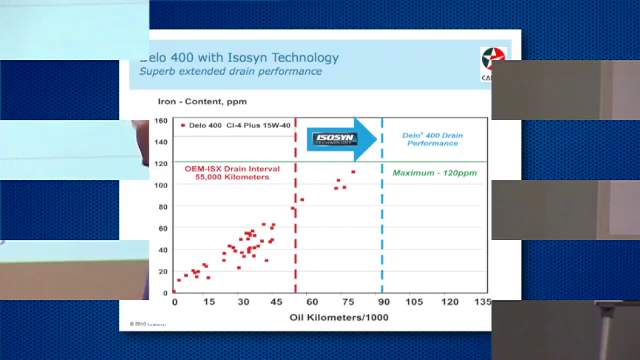 Delo 400 with Isosyn Technology
Superb extended drain performance
Iron - Content, ppm
160
140
120
100
80
60
40
20
0
Delo 400 CI-4 Plus 15W-40
ISOSYN
TECHNOLOGY
Delo™ 400 Drain
Performance
OEM-ISX Drain Interval
55,000 Kilometers
Maximum - 120ppm
0 15 30 45 60 75 90 105 120 135
Oil Kilometers/1000